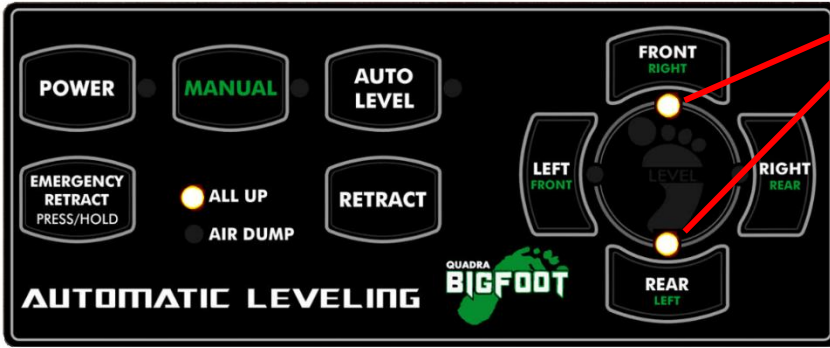 POWER
MANUAL
AUTO
LEVEL
FRONT
RIGHT
EMERGENCY
RETRACT
PRESS/HOLD
ALL UP
AIR DUMP
RETRACT
LEFT
FRONT
LEVEL
RIGHT
REAR
AUTOMATIC LEVELING
QUADRA
BIGFOOT
REAR
LEFT